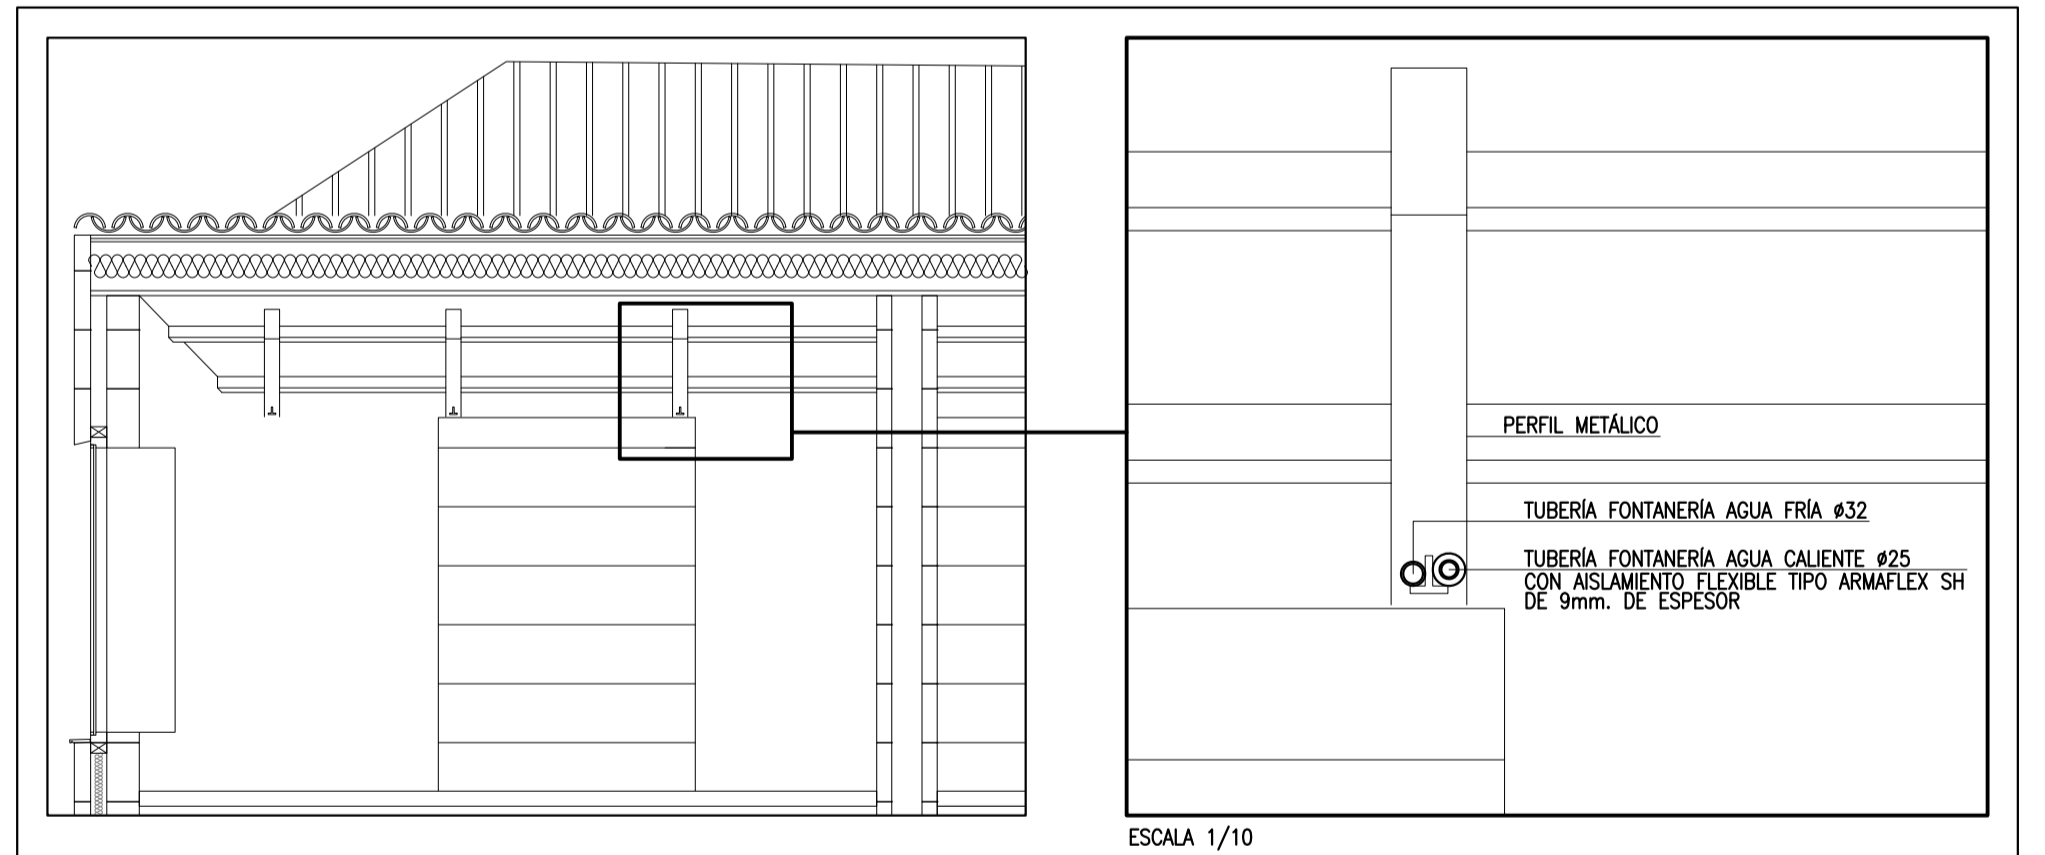 PERFIL METÁLICO
TUBERÍA FONTANERÍA AGUA FRÍA ø32
TUBERÍA FONTANERÍA AGUA CALIENTE ø25
CON AISLAMIENTO FLEXIBLE TIPO ARMAFLEX SH
DE 9mm. DE ESPESOR
ESCALA 1/10